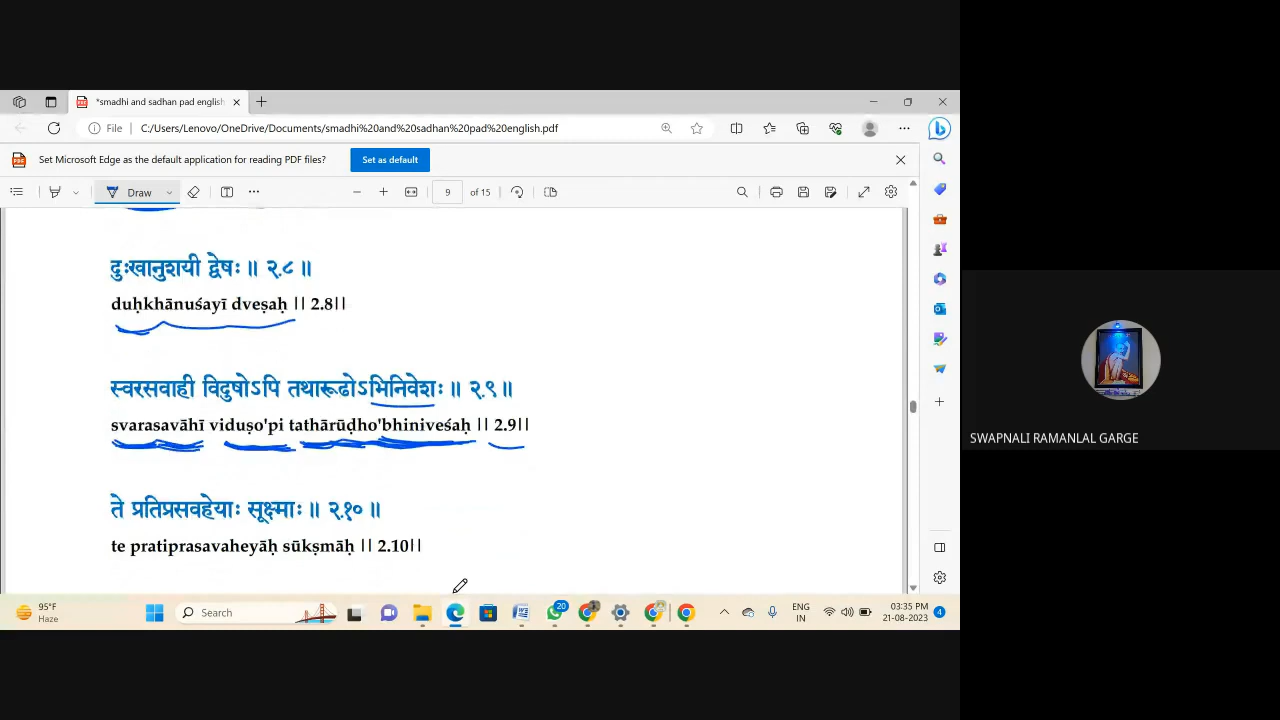 *smadhi and sadhan pad english
File
C:/Users/Lenovo/OneDrive/Documents/smadhi%20and%20sadhan%20pad%20english.pdf
Set Microsoft Edge as the default application for reading PDF files?
Set as default
Draw
9
of 15
दुःखानुशयी द्वेषः ॥ २.८ ॥
duḥkhānuśayī dveṣaḥ || 2.8||
स्वरसवाही विदुषोऽपि तथारूढोऽभिनिवेशः ॥ २.९ ॥
svarasavāhī viduṣo'pi tathārūḍho'bhiniveśaḥ || 2.9||
ते प्रतिप्रसवहेयाः सूक्ष्माः ॥ २.१० ॥
te pratiprasavaheyāḥ sūkṣmāḥ || 2.10||
SWAPNALI RAMANLAL GARGE
95°F
Haze
Search
20
ENG
IN
03:35 PM
21-08-2023
4